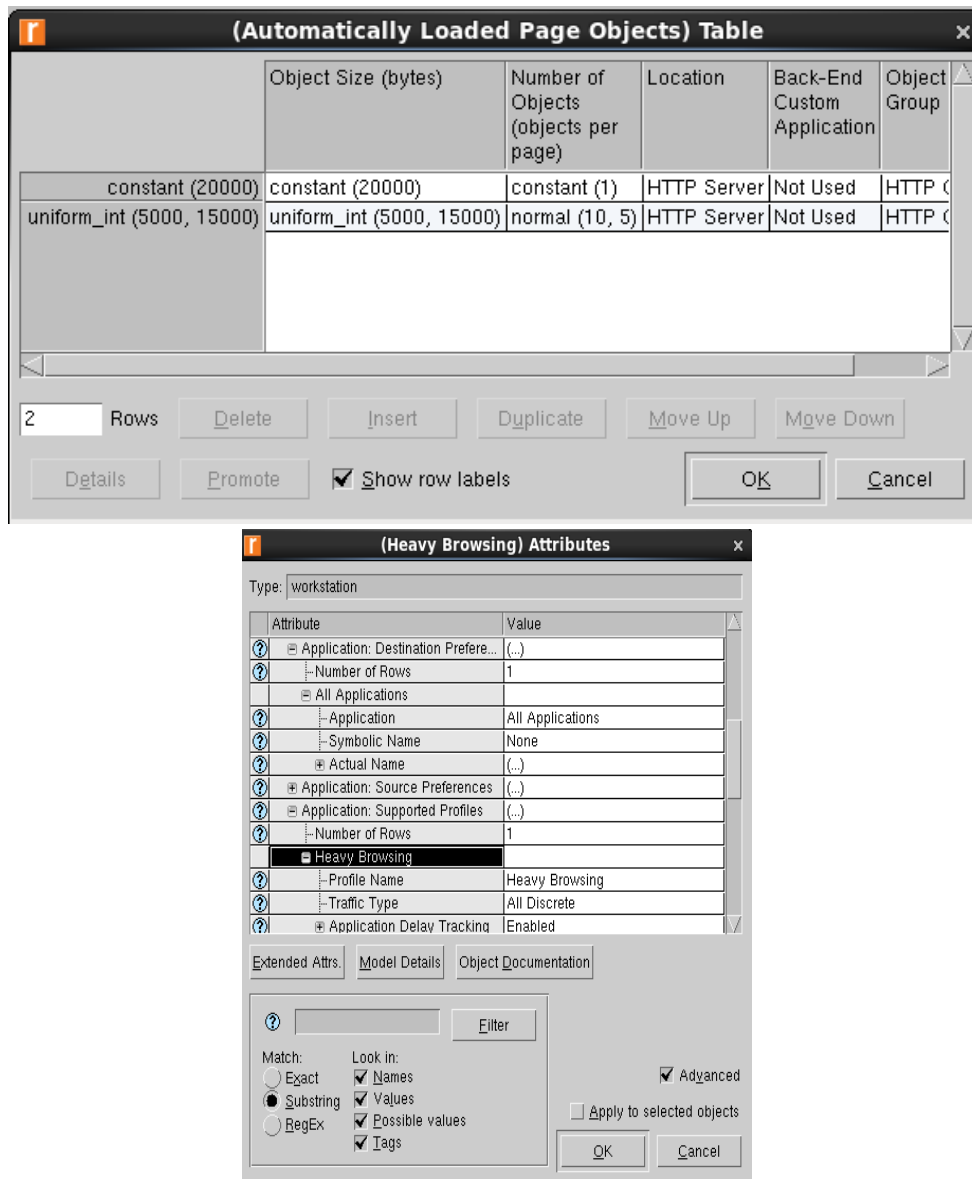 (Automatically Loaded Page Objects) Table
Object Size (bytes) Number of Objects (objects per page) Location Back-End Custom Application Object Group
constant (20000) constant (20000) constant (1) HTTP Server Not Used HTTP
uniform_int (5000, 15000) uniform_int (5000, 15000) normal (10, 5) HTTP Server Not Used HTTP
2 Rows Delete Insert Duplicate Move Up Move Down
Details Promote Show row labels OK Cancel
(Heavy Browsing) Attributes
Type: workstation
Attribute Value
Application: Destination Prefere... (...)
Number of Rows 1
All Applications
Application All Applications
Symbolic Name None
Actual Name (...)
Application: Source Preferences (...)
Application: Supported Profiles (...)
Number of Rows 1
Heavy Browsing
Profile Name Heavy Browsing
Traffic Type All Discrete
Application Delay Tracking Enabled
Extended Attrs. Model Details Object Documentation
Filter
Match: Look in:
Exact Names
Substring Values
RegEx Possible values
Tags
Advanced
Apply to selected objects
OK Cancel